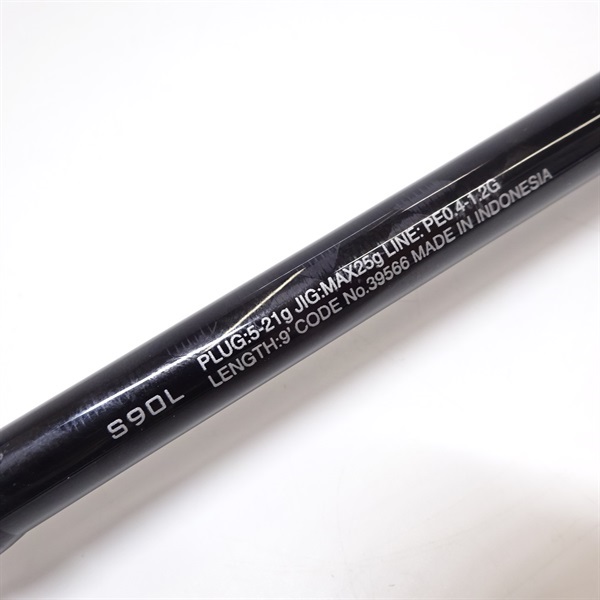 S90L
PLUG:5-21g JIG:MAX25g LINE: PE0.4-1.2G
LENGTH:9' CODE No.39566 MADE IN INDONESIA